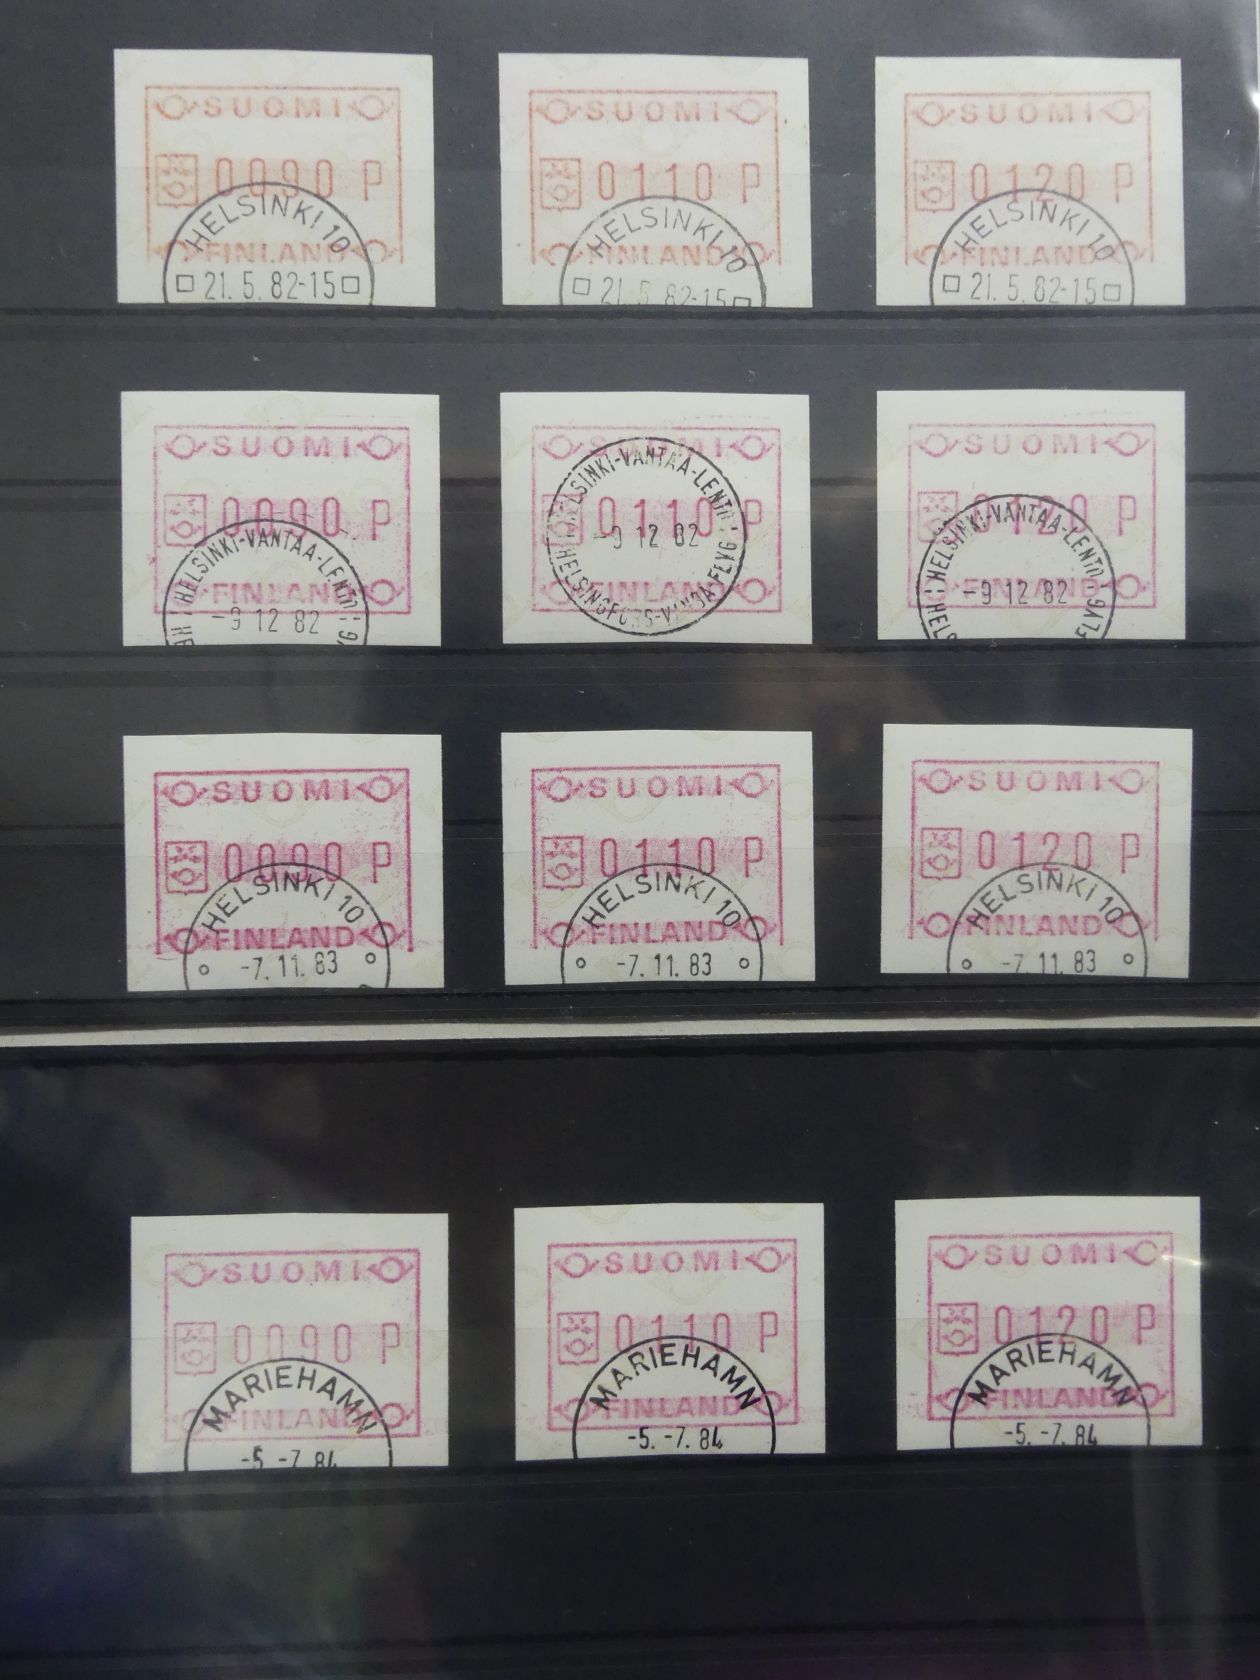 SUOMI
0090 P
FINLAND
HELSINKI 10
21.5.82-15
SUOMI
0110 P
FINLAND
HELSINKI 10
21.5.82-15
SUOMI
0120 P
FINLAND
HELSINKI 10
21.5.82-15
SUOMI
0090 P
FINLAND
HELSINKI-VANTAA-LENTO
-9 12 82
SUOMI
0110 P
FINLAND
HELSINKI-VANTAA-LENTO
-9 12 82
HELSINGFORS-VANDA FLYG
SUOMI
0120 P
FINLAND
HELSINKI-VANTAA-LENTO
-9 12 82
FLYG
SUOMI
0090 P
FINLAND
HELSINKI 10
-7.11.83
SUOMI
0110 P
FINLAND
HELSINKI 10
-7.11.83
SUOMI
0120 P
FINLAND
HELSINKI 10
-7.11.83
SUOMI
0090 P
FINLAND
MARIEHAMN
-5.-7.84
SUOMI
0110 P
FINLAND
MARIEHAMN
-5.-7.84
SUOMI
0120 P
FINLAND
MARIEHAMN
-5.-7.84